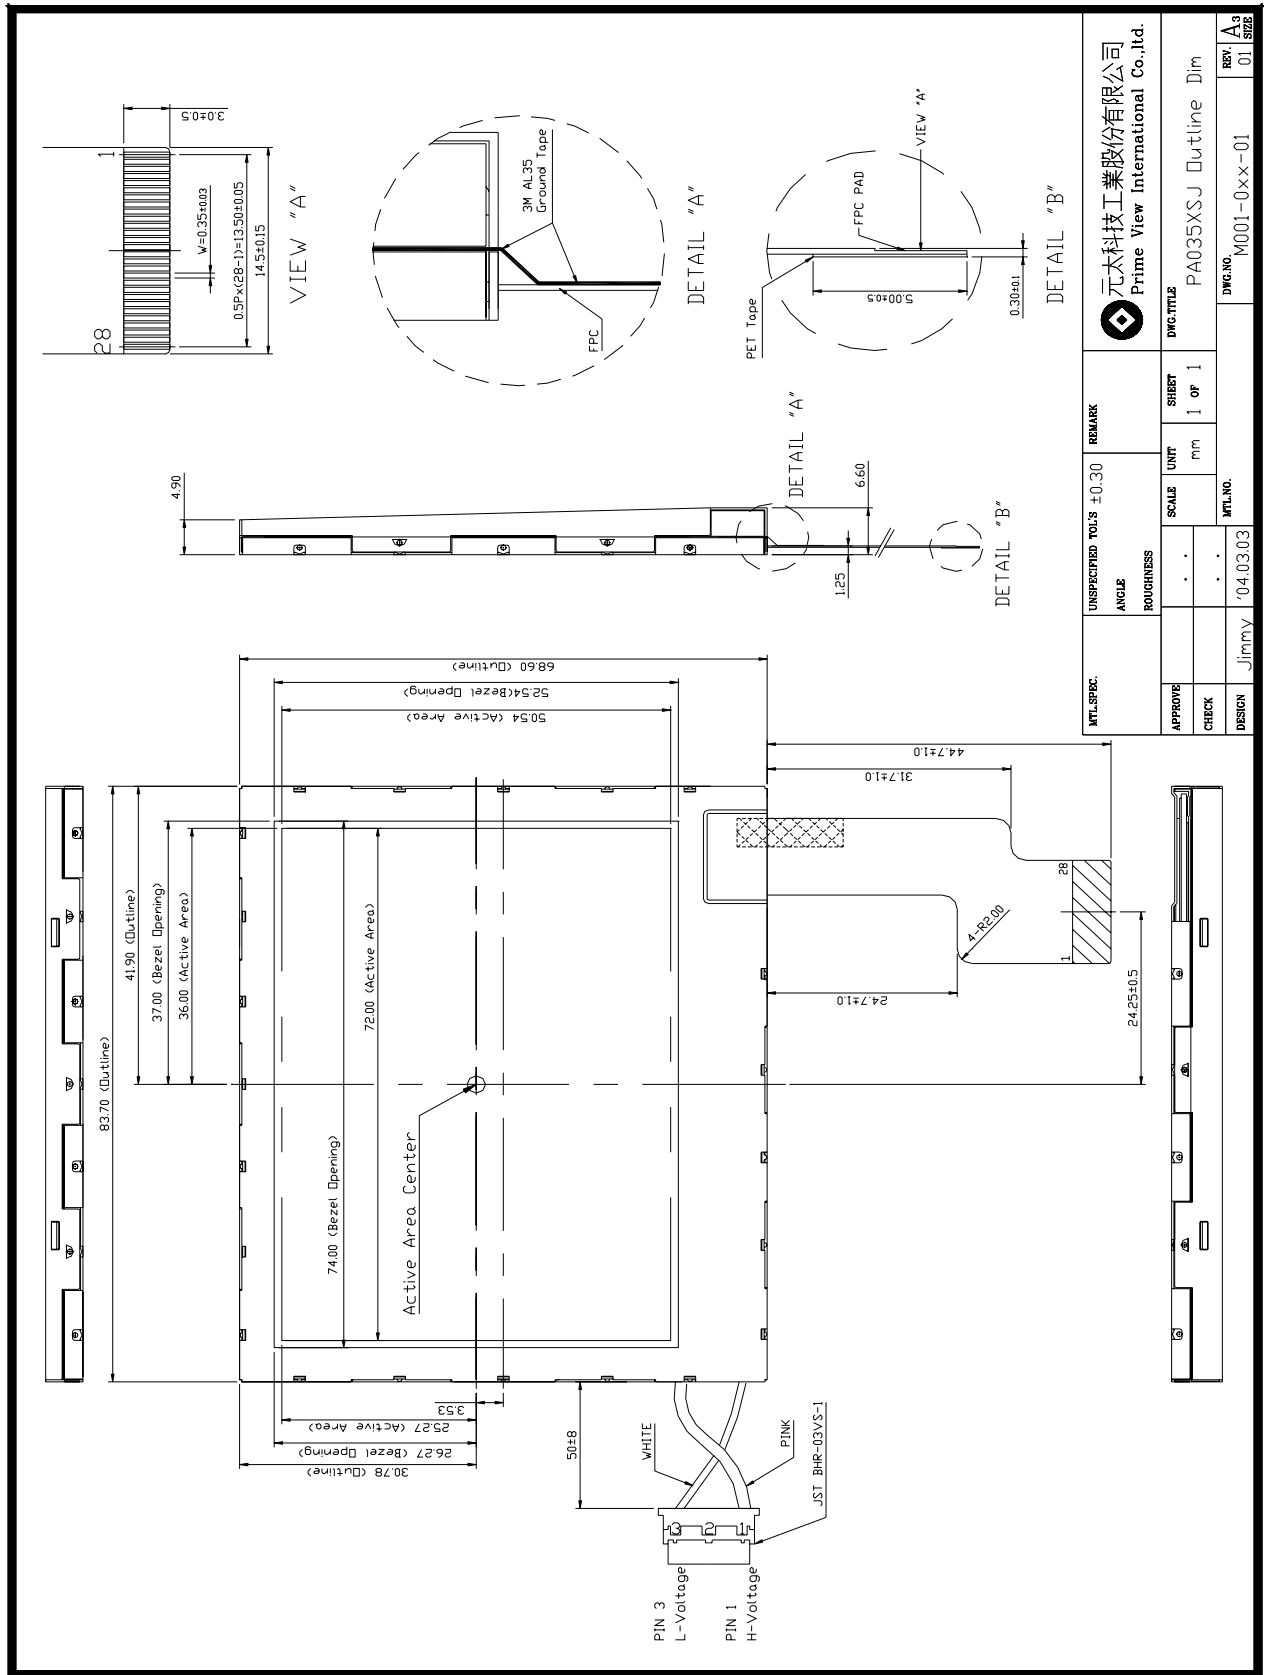 28
1
3.0±0.5
W=0.35±0.03
0.5Px(28-1)=13.50±0.05
14.5±0.15
VIEW "A"
3M AL35
Ground Tape
FPC
DETAIL "A"
PET Tape
FPC PAD
VIEW "A"
5.00±0.5
0.30±0.1
DETAIL "B"
4.90
DETAIL "A"
6.60
1.25
DETAIL "B"
83.70 (Outline)
41.90 (Outline)
37.00 (Bezel Opening)
36.00 (Active Area)
74.00 (Bezel Opening)
72.00 (Active Area)
Active Area Center
68.60 (Outline)
52.54(Bezel Opening)
50.54 (Active Area)
3.53
25.27 (Active Area)
26.27 (Bezel Opening)
30.78 (Outline)
44.7±1.0
31.7±1.0
24.7±1.0
4-R2.00
28
1
24.25±0.5
50±8
WHITE
PINK
JST BHR-03VS-1
3
2
1
PIN 3
L-Voltage
PIN 1
H-Voltage
MTL.SPEC.
UNSPECIFIED TOL'S ±0.30
ANGLE
ROUGHNESS
REMARK
元太科技工業股份有限公司
Prime View International Co.,ltd.
APPROVE
CHECK
DESIGN
Jimmy
'04.03.03
SCALE
UNIT
mm
SHEET
1 OF 1
DWG.TITLE
PA035XSJ Outline Dim
MTL.NO.
DWG.NO.
M001-0xx-01
REV.
01
A3
SIZE